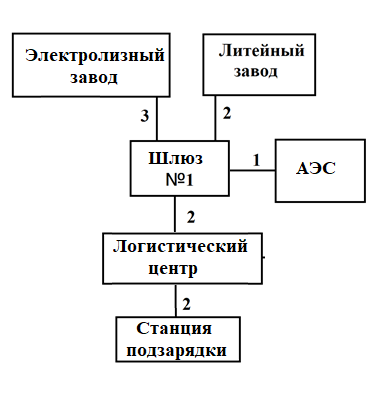 Электролизный
завод
Литейный
завод
3
2
Шлюз
№1
1
АЭС
2
Логистический
центр
2
Станция
подзарядки